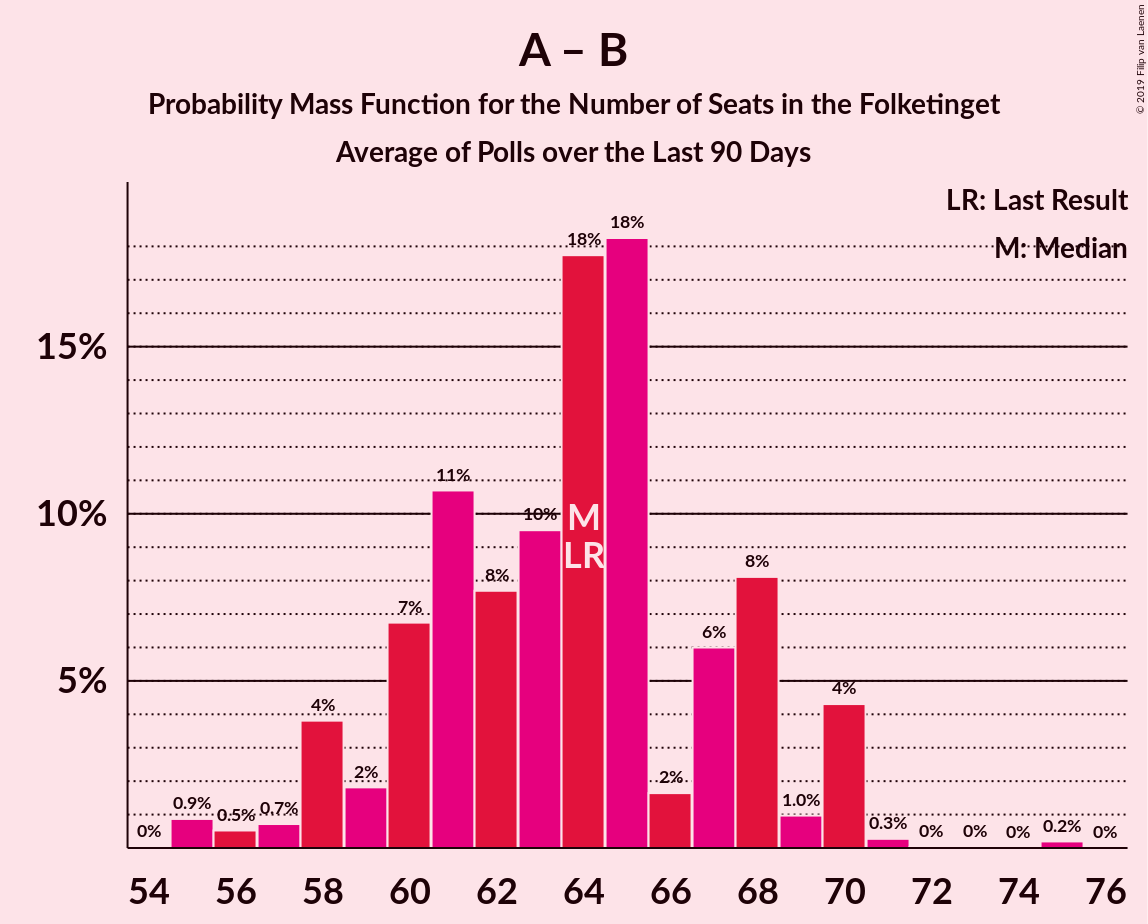 A – B
Probability Mass Function for the Number of Seats in the Folketinget
Average of Polls over the Last 90 Days
© 2019 Filip van Laenen
LR: Last Result
M: Median
15%
10%
5%
0%
0.9%
0.5%
0.7%
4%
2%
7%
11%
8%
10%
18%
18%
2%
6%
8%
1.0%
4%
0.3%
0%
0%
0%
0.2%
0%
M
LR
54 56 58 60 62 64 66 68 70 72 74 76